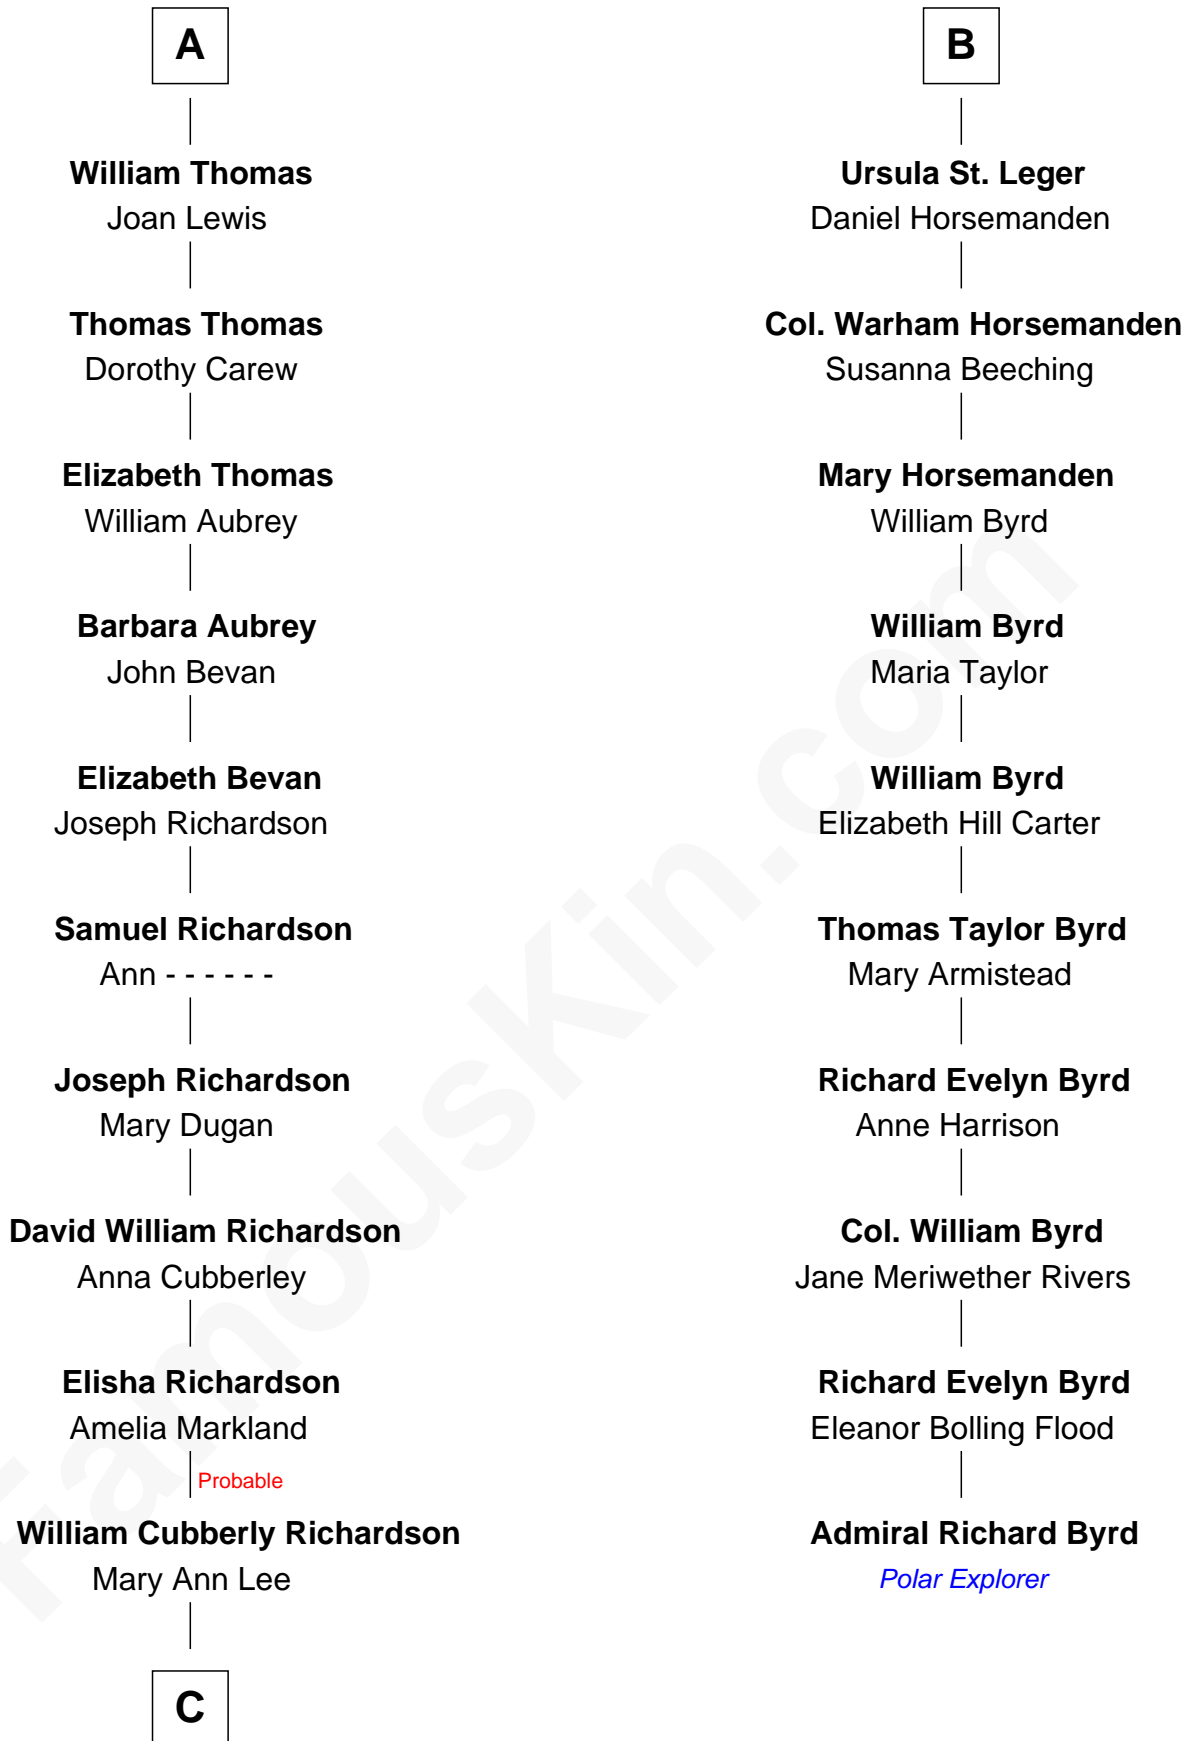 A
William Thomas
Joan Lewis
Thomas Thomas
Dorothy Carew
Elizabeth Thomas
William Aubrey
Barbara Aubrey
John Bevan
Elizabeth Bevan
Joseph Richardson
Samuel Richardson
Ann - - - - - -
Joseph Richardson
Mary Dugan
David William Richardson
Anna Cubberley
Elisha Richardson
Amelia Markland
Probable
William Cubberly Richardson
Mary Ann Lee
C
B
Ursula St. Leger
Daniel Horsemanden
Col. Warham Horsemanden
Susanna Beeching
Mary Horsemanden
William Byrd
William Byrd
Maria Taylor
William Byrd
Elizabeth Hill Carter
Thomas Taylor Byrd
Mary Armistead
Richard Evelyn Byrd
Anne Harrison
Col. William Byrd
Jane Meriwether Rivers
Richard Evelyn Byrd
Eleanor Bolling Flood
Admiral Richard Byrd
Polar Explorer
FamousKin.com